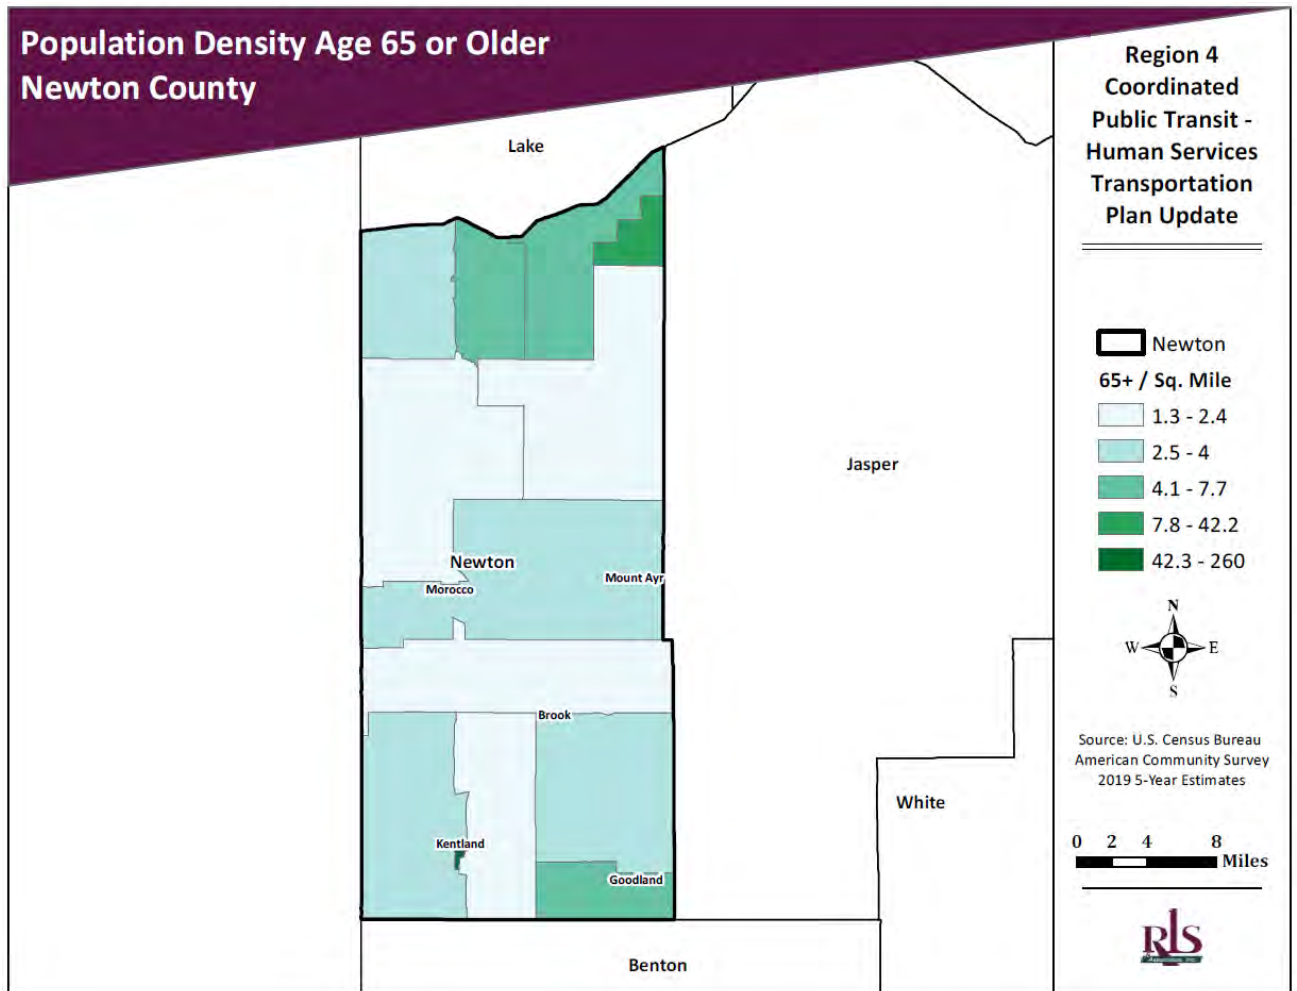 Population Density Age 65 or Older
Newton County
Region 4
Coordinated
Public Transit -
Human Services
Transportation
Plan Update
Lake
Newton
65+ / Sq. Mile
1.3 - 2.4
2.5 - 4
4.1 - 7.7
7.8 - 42.2
42.3 - 260
Jasper
Newton
Mount Ayr
Morocco
N
W E
S
Brook
Source: U.S. Census Bureau
American Community Survey
2019 5-Year Estimates
White
Kentland
Goodland
0 2 4 8
Miles
Benton
RLS